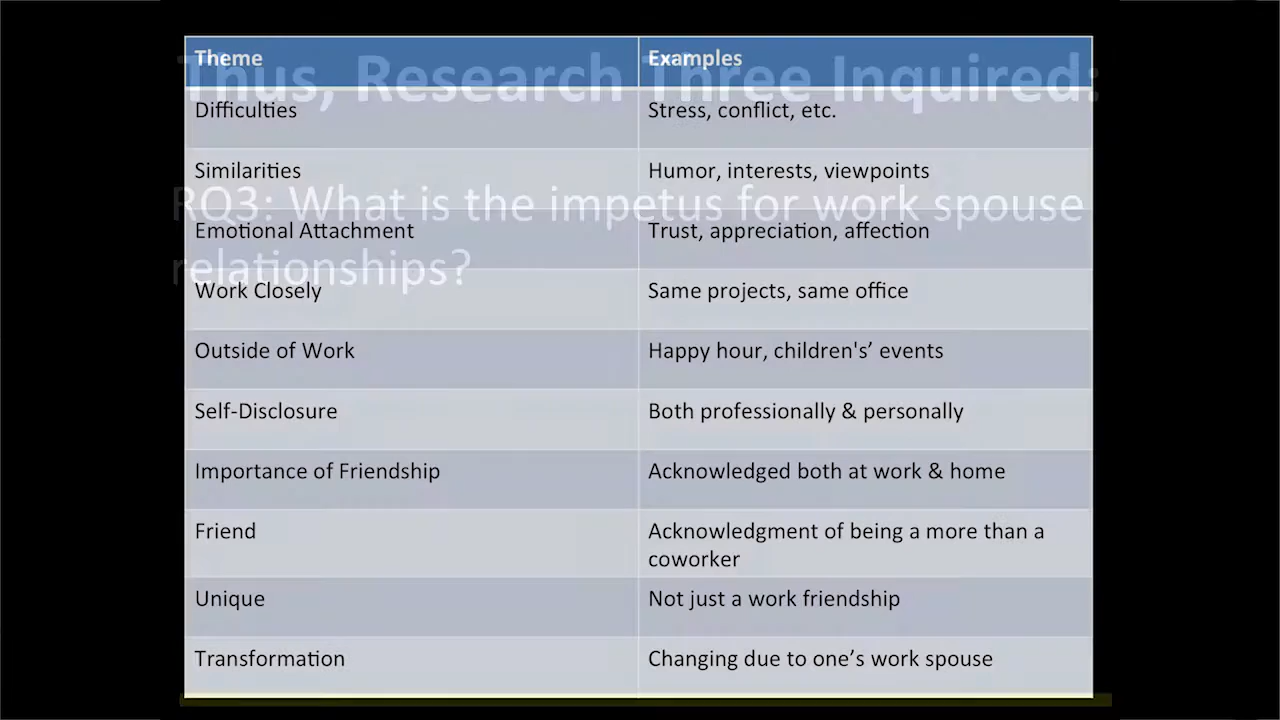 Thus, Research Three Inquired:
RQ3: What is the impetus for work spouse
relationships?
Theme Examples
Difficulties Stress, conflict, etc.
Similarities Humor, interests, viewpoints
Emotional Attachment Trust, appreciation, affection
Work Closely Same projects, same office
Outside of Work Happy hour, children's’ events
Self-Disclosure Both professionally & personally
Importance of Friendship Acknowledged both at work & home
Friend Acknowledgment of being a more than a
coworker
Unique Not just a work friendship
Transformation Changing due to one’s work spouse